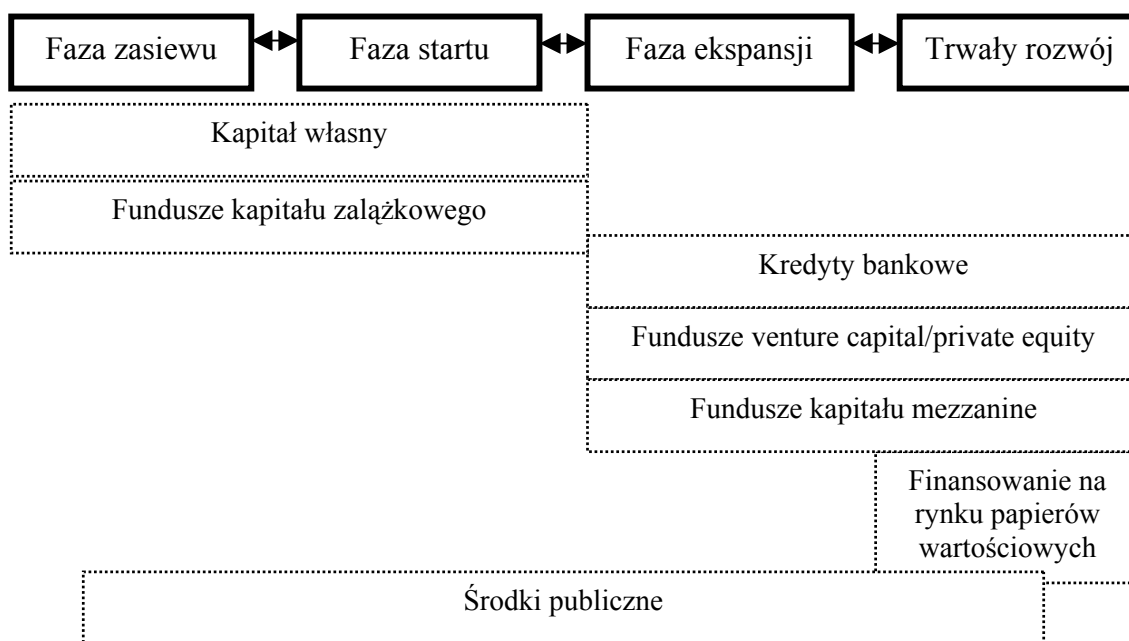 Faza zasiewu
Faza startu
Faza ekspansji
Trwały rozwój
Kapitał własny
Fundusze kapitału zalążkowego
Kredyty bankowe
Fundusze venture capital/private equity
Fundusze kapitału mezzanine
Finansowanie na
rynku papierów
wartościowych
Środki publiczne